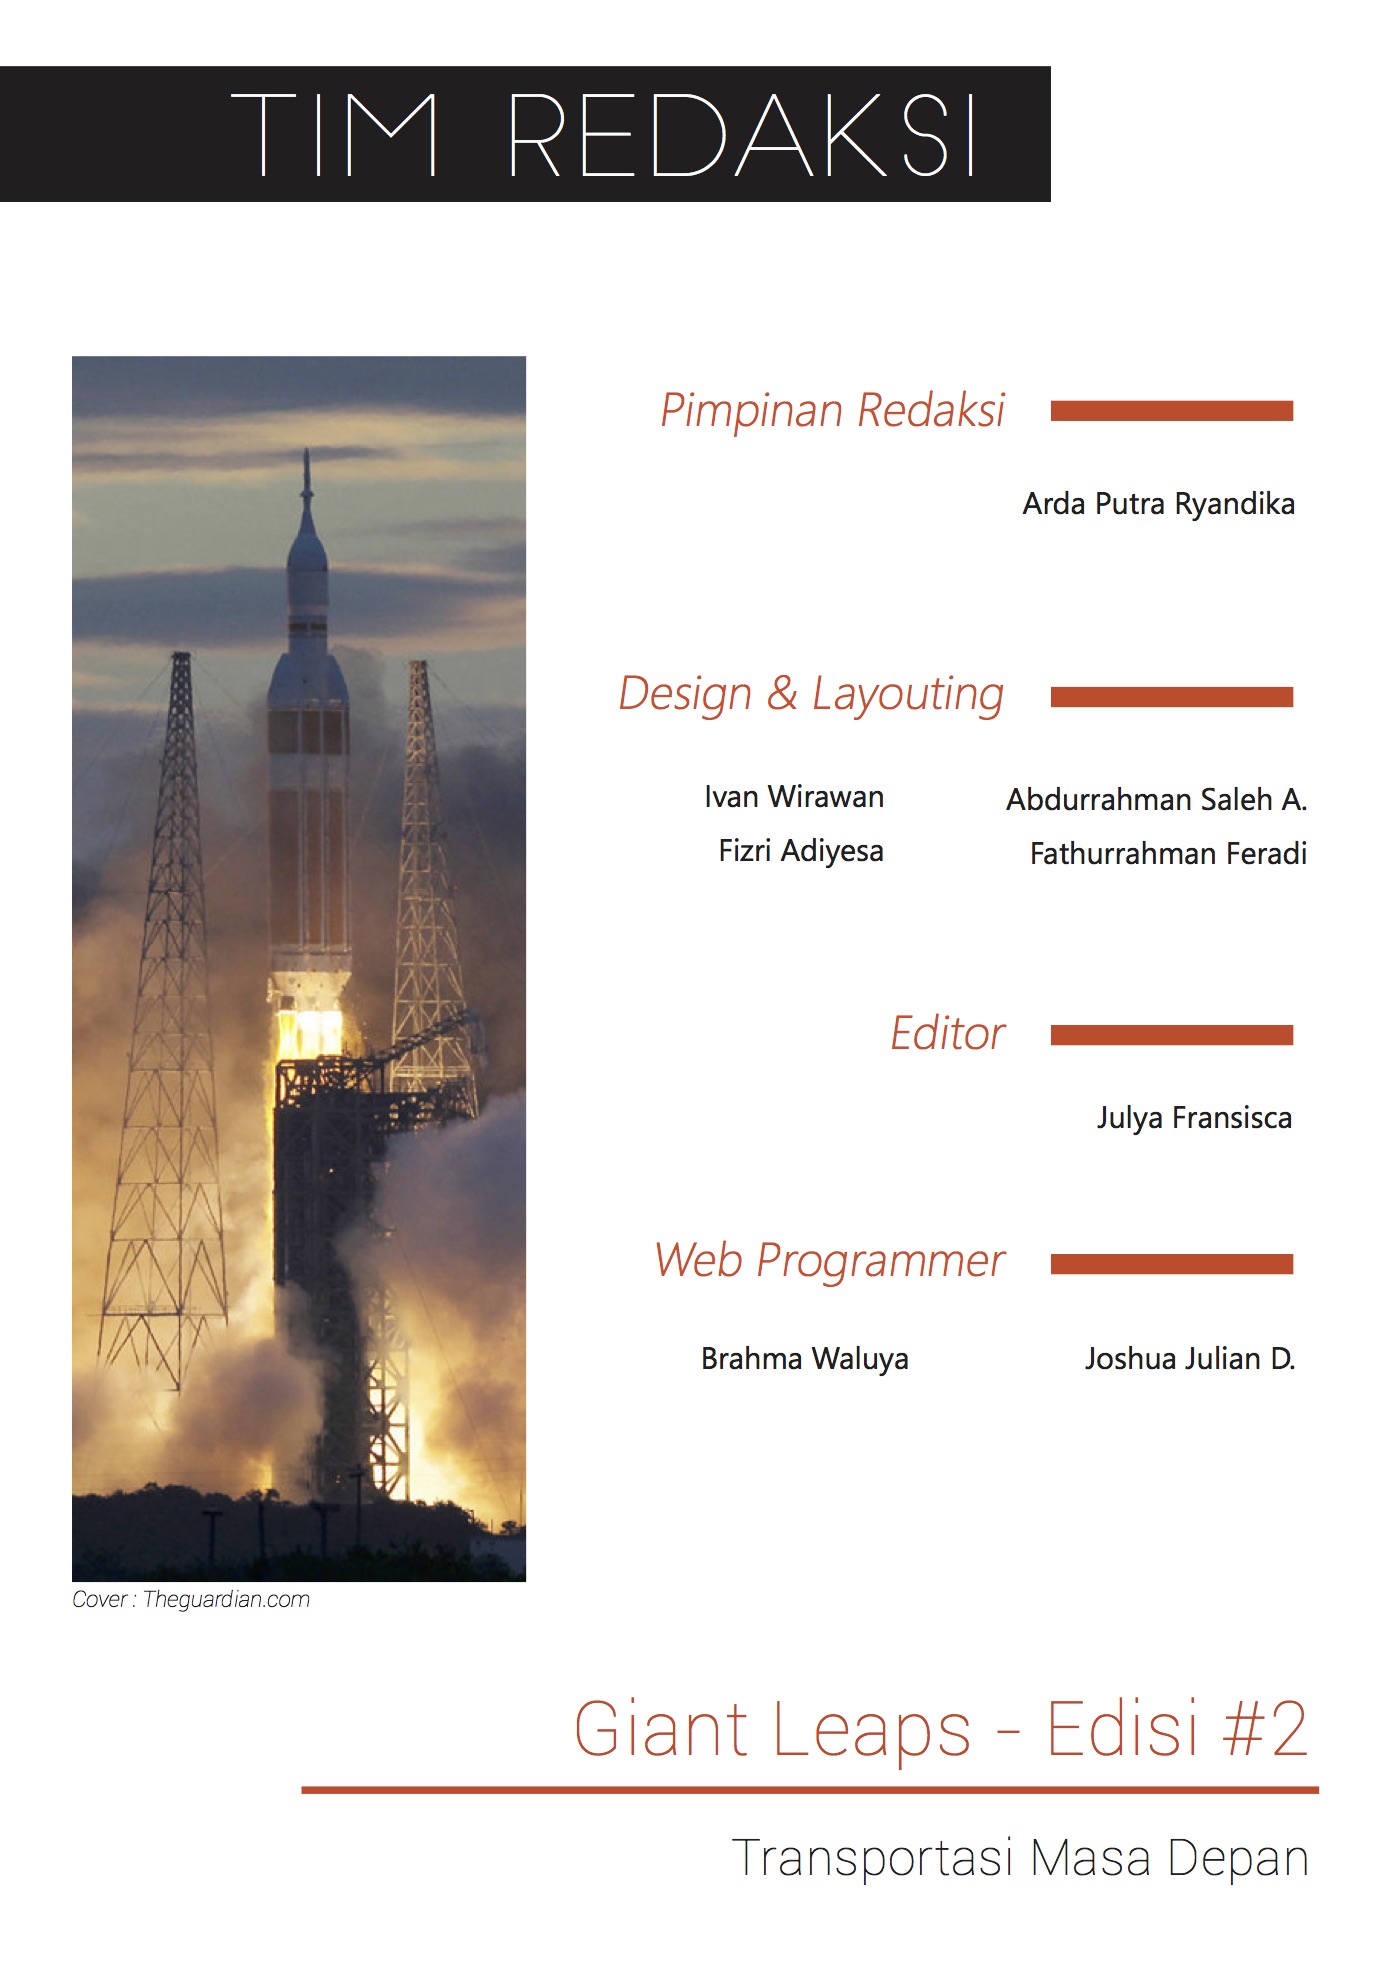 TIM REDAKSI
Pimpinan Redaksi
Arda Putra Ryandika
Design & Layouting
Ivan Wirawan
Fizri Adiyesa
Abdurrahman Saleh A.
Fathurrahman Feradi
Editor
Julya Fransisca
Web Programmer
Brahma Waluya
Joshua Julian D.
Cover : Theguardian.com
Giant Leaps - Edisi #2
Transportasi Masa Depan